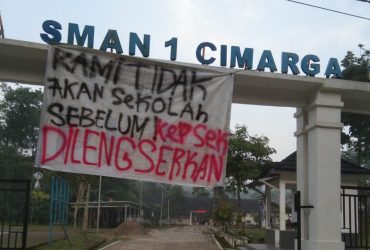 SMAN 1 CIMARGA
KAMI TIDAK
AKAN SEKOLAH
SEBELUM KEPSEK
DILENGSERKAN